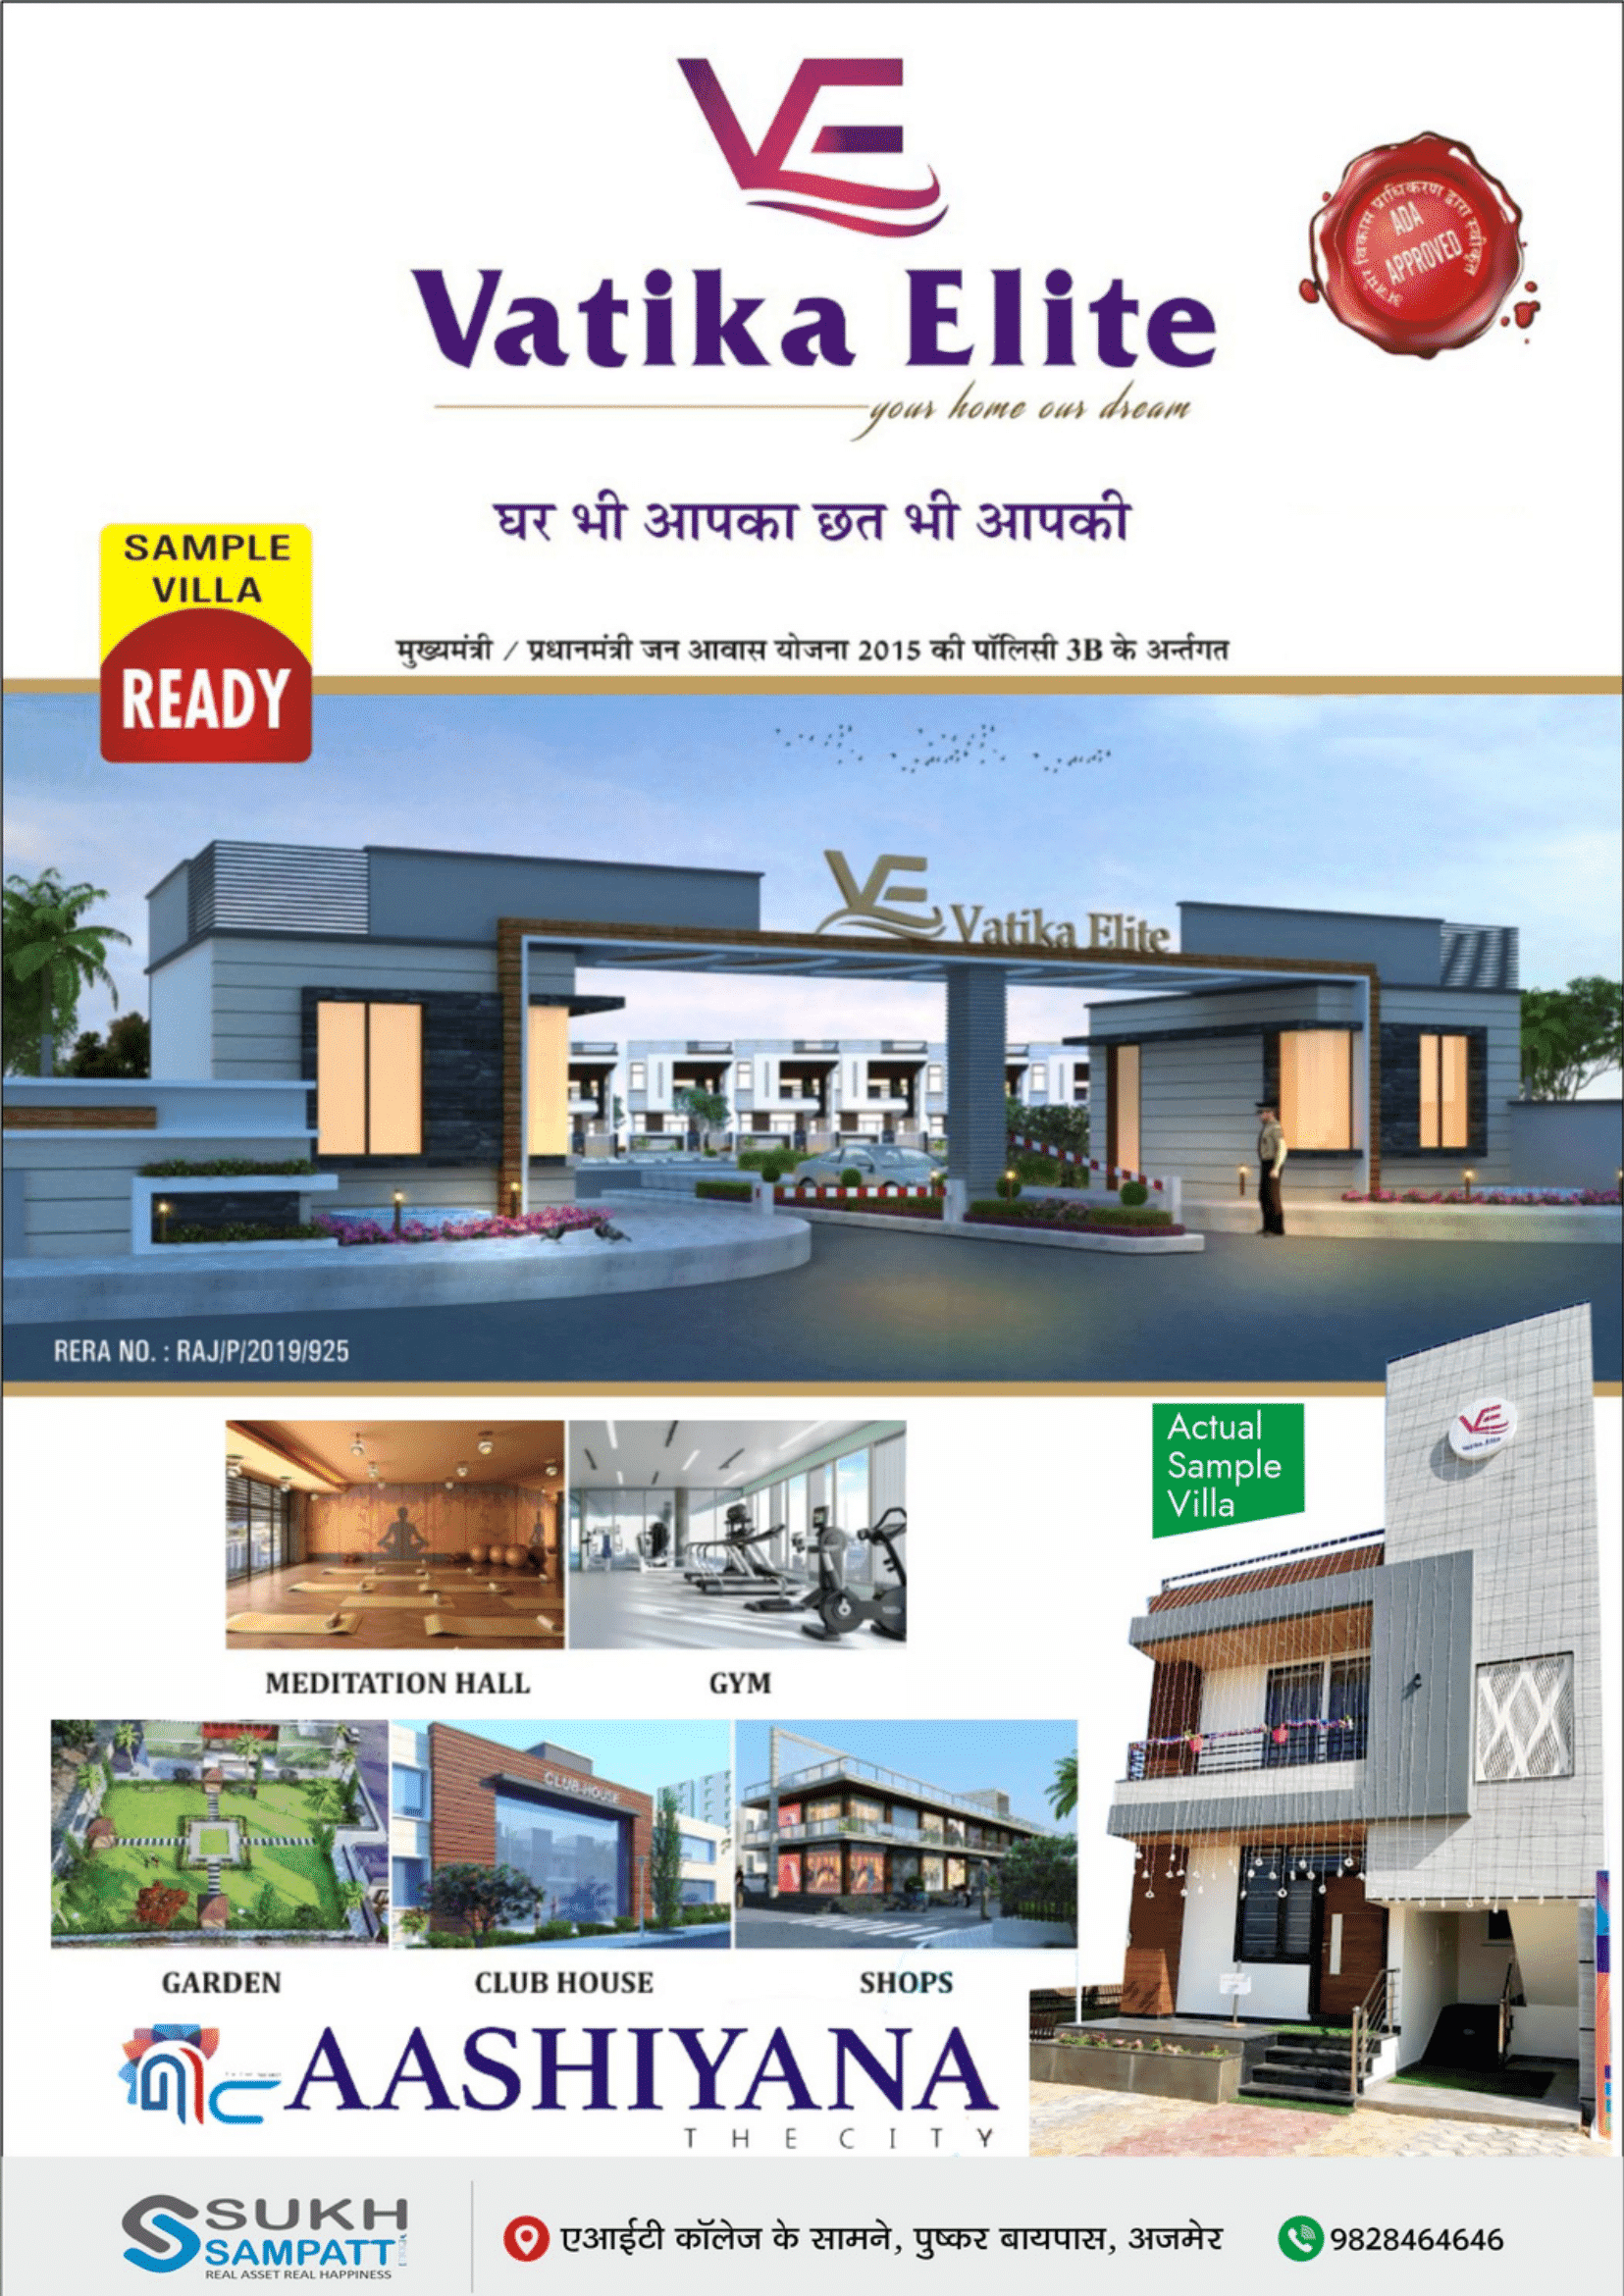 VE
Vatika Elite
your home our dream
अजमेर विकास प्राधिकरण द्वारा स्वीकृत
ADA
APPROVED
घर भी आपका छत भी आपकी
SAMPLE
VILLA
READY
मुख्यमंत्री / प्रधानमंत्री जन आवास योजना 2015 की पॉलिसी 3B के अर्न्तगत
VE Vatika Elite
RERA NO. : RAJ/P/2019/925
Actual
Sample
Villa
VE
MEDITATION HALL
GYM
CLUB HOUSE
GARDEN
CLUB HOUSE
SHOPS
AASHIYANA
THE CITY
SUKH
SAMPATT
REAL ASSET REAL HAPPINESS
एआईटी कॉलेज के सामने, पुष्कर बायपास, अजमेर
9828464646